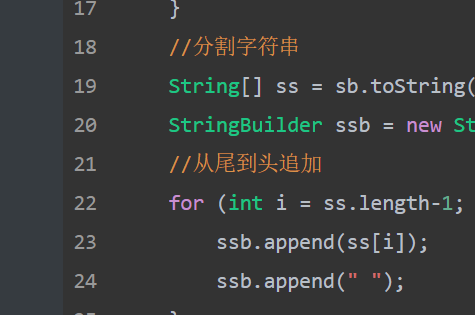 17 }
18 //分割字符串
19 String[] ss = sb.toString(
20 StringBuilder ssb = new St
21 //从尾到头追加
22 for (int i = ss.length-1;
23 ssb.append(ss[i]);
24 ssb.append(" ");